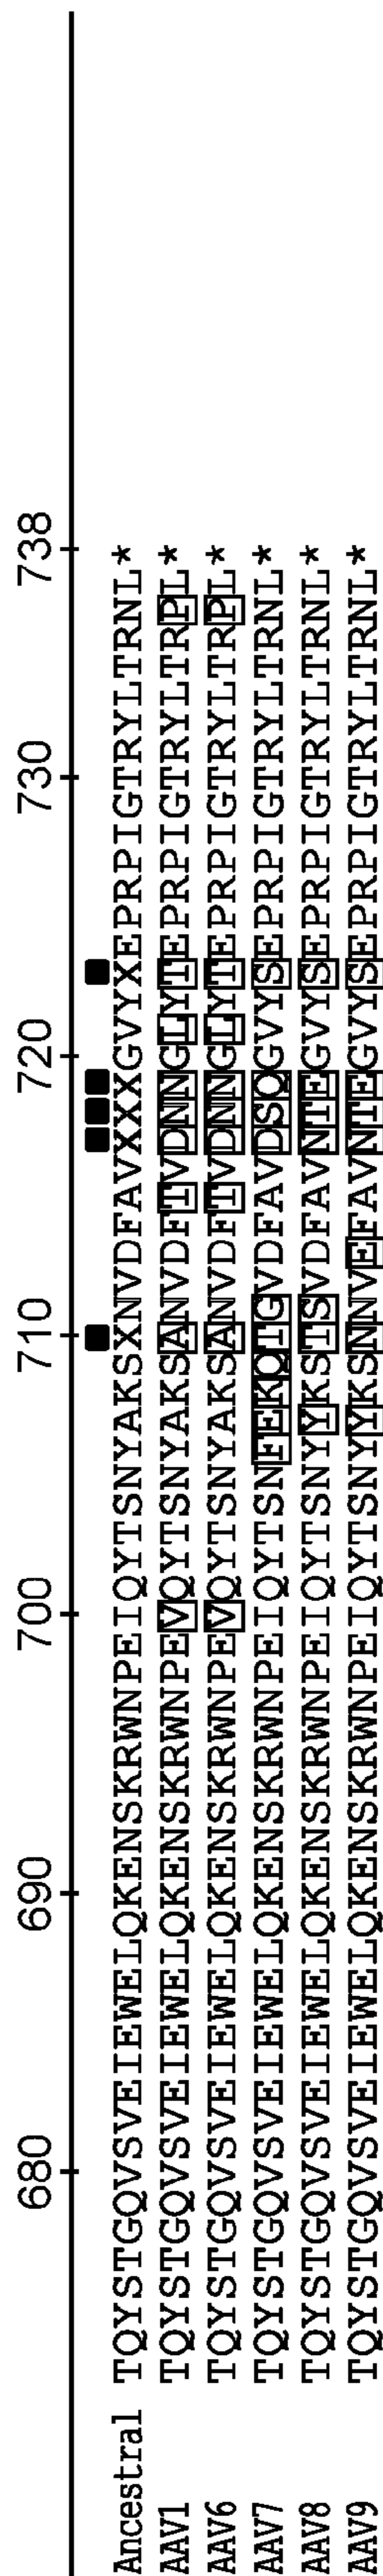 680 690 700 710 720 730 738
Ancestral TQYSTGQVSVEIEWELQKENSKRWNPEIQYTSNYAKSXNVDFAVXXXGVYXEPRPIGTRYLTRNL*
AAV1 TQYSTGQVSVEIEWELQKENSKRWNPEVQYTSNYAKSANVDFTVDNNGLYTEPRPIGTRYLTRPL*
AAV6 TQYSTGQVSVEIEWELQKENSKRWNPEVQYTSNYAKSANVDFTVDNNGLYTEPRPIGTRYLTRPL*
AAV7 TQYSTGQVSVEIEWELQKENSKRWNPEIQYTSNFEKQTGVDFAVDSQGVYSEPRPIGTRYLTRNL*
AAV8 TQYSTGQVSVEIEWELQKENSKRWNPEIQYTSNYYKSTSVDFAVNTEGVYSEPRPIGTRYLTRNL*
AAV9 TQYSTGQVSVEIEWELQKENSKRWNPEIQYTSNYYKSNNVEFAVNTEGVYSEPRPIGTRYLTRNL*